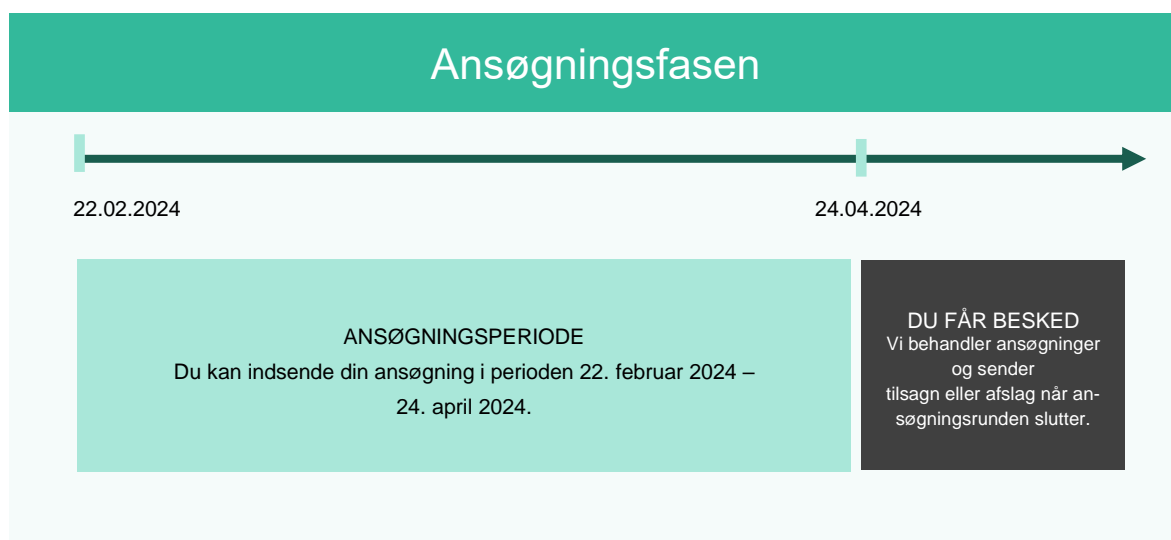 Ansøgningsfasen
22.02.2024
24.04.2024
ANSØGNINGSPERIODE
Du kan indsende din ansøgning i perioden 22. februar 2024 –
24. april 2024.
DU FÅR BESKED
Vi behandler ansøgninger
og sender
tilsagn eller afslag når an-
søgningsrunden slutter.